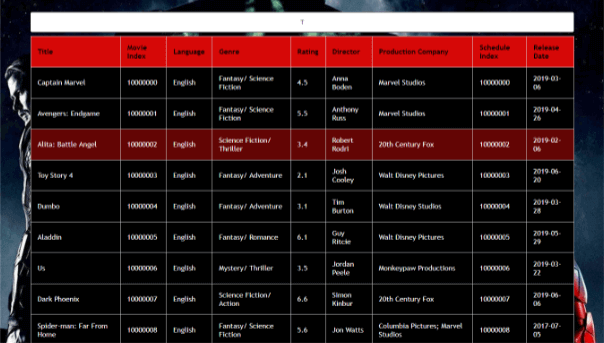 1
Title Movie Index Language Genre Rating Director Production Company Schedule Index Release Date
Captain Marvel 10000000 English Fantasy/ Science Fiction 4.5 Anna Boden Marvel Studios 10000000 2019-03-06
Avengers: Endgame 10000001 English Fantasy/ Science Fiction 5.5 Anthony Russ Marvel Studios 10000001 2019-04-26
Alita: Battle Angel 10000002 English Science Fiction/ Thriller 3.4 Robert Rodri 20th Century Fox 10000002 2019-02-06
Toy Story 4 10000003 English Fantasy/ Adventure 2.1 Josh Cooley Walt Disney Pictures 10000003 2019-06-20
Dumbo 10000004 English Fantasy/ Adventure 3.1 Tim Burton Walt Disney Studios 10000004 2019-03-28
Aladdin 10000005 English Fantasy/ Romance 6.1 Guy Ritcie Walt Disney Pictures 10000005 2019-05-29
Us 10000006 English Mystery/ Thriller 3.5 Jordan Peele Monkeypaw Productions 10000006 2019-03-22
Dark Phoenix 10000007 English Science Fiction/ Action 6.6 Simon Kinbur 20th Century Fox 10000007 2019-06-06
Spider-man: Far From Home 10000008 English Fantasy/ Science Fiction 5.6 Jon Watts Columbia Pictures; Marvel Studios 10000008 2017-07-05